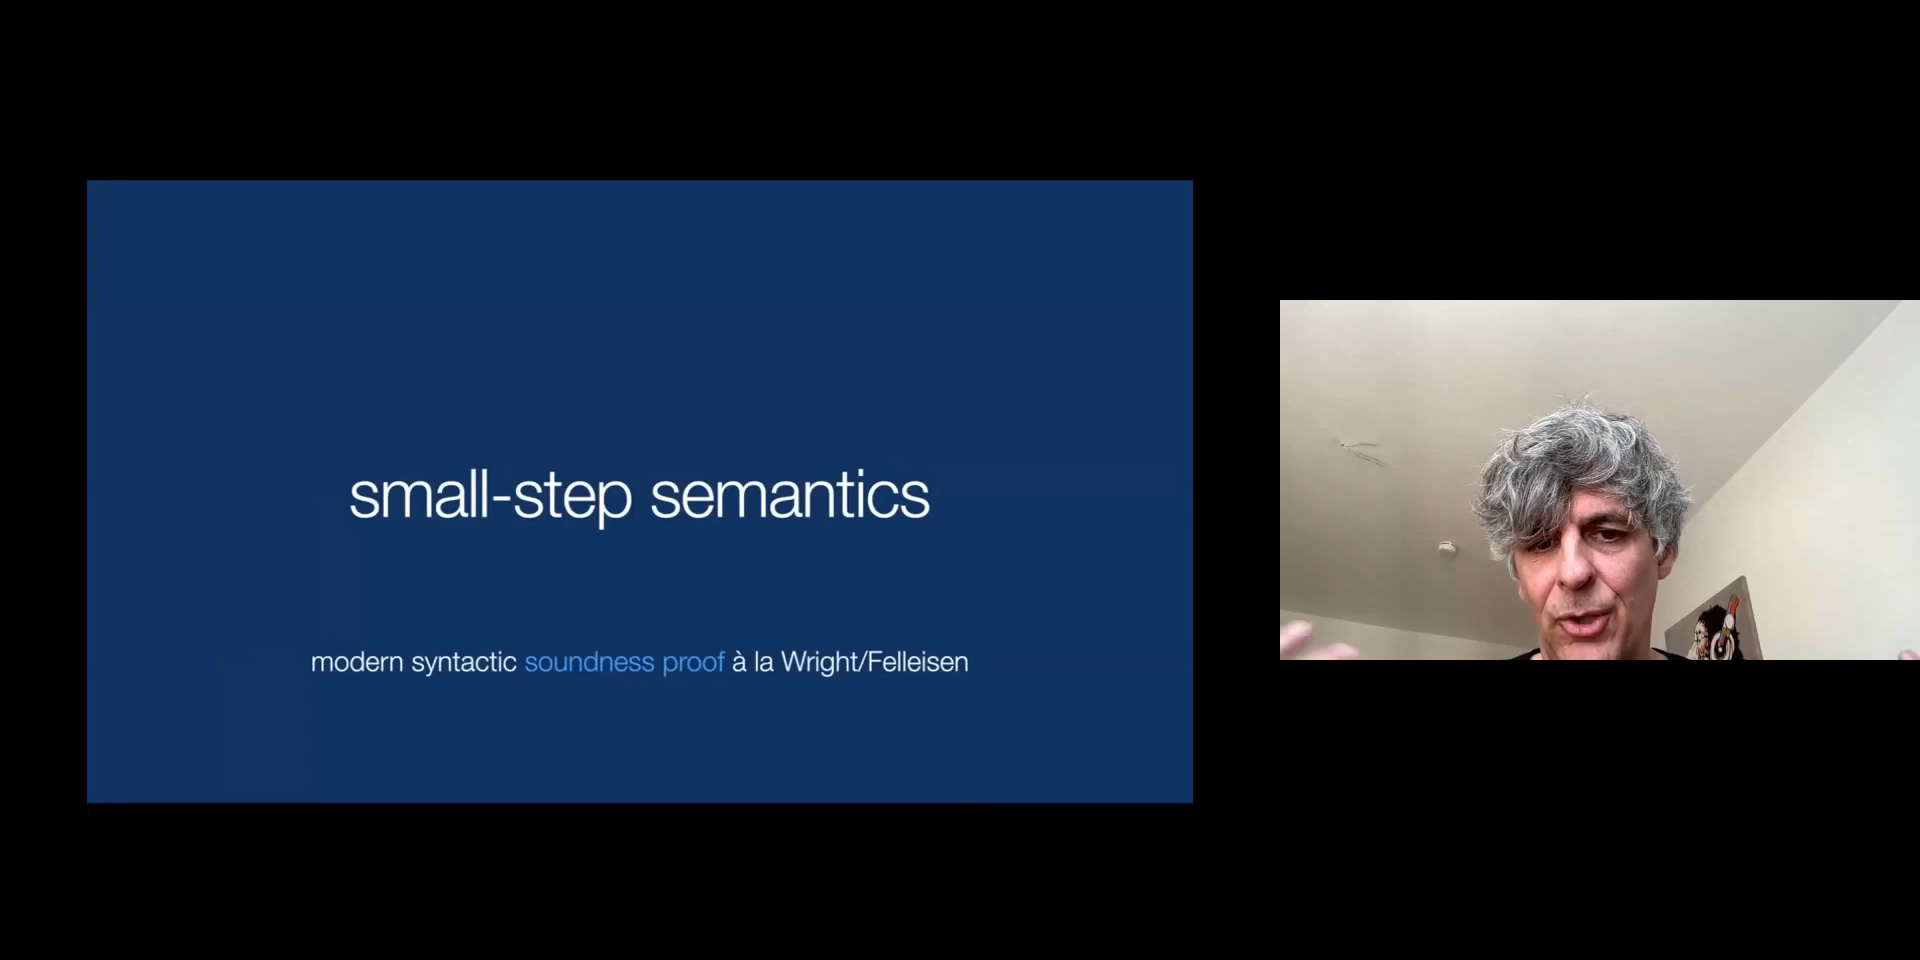 small-step semantics
modern syntactic soundness proof à la Wright/Felleisen